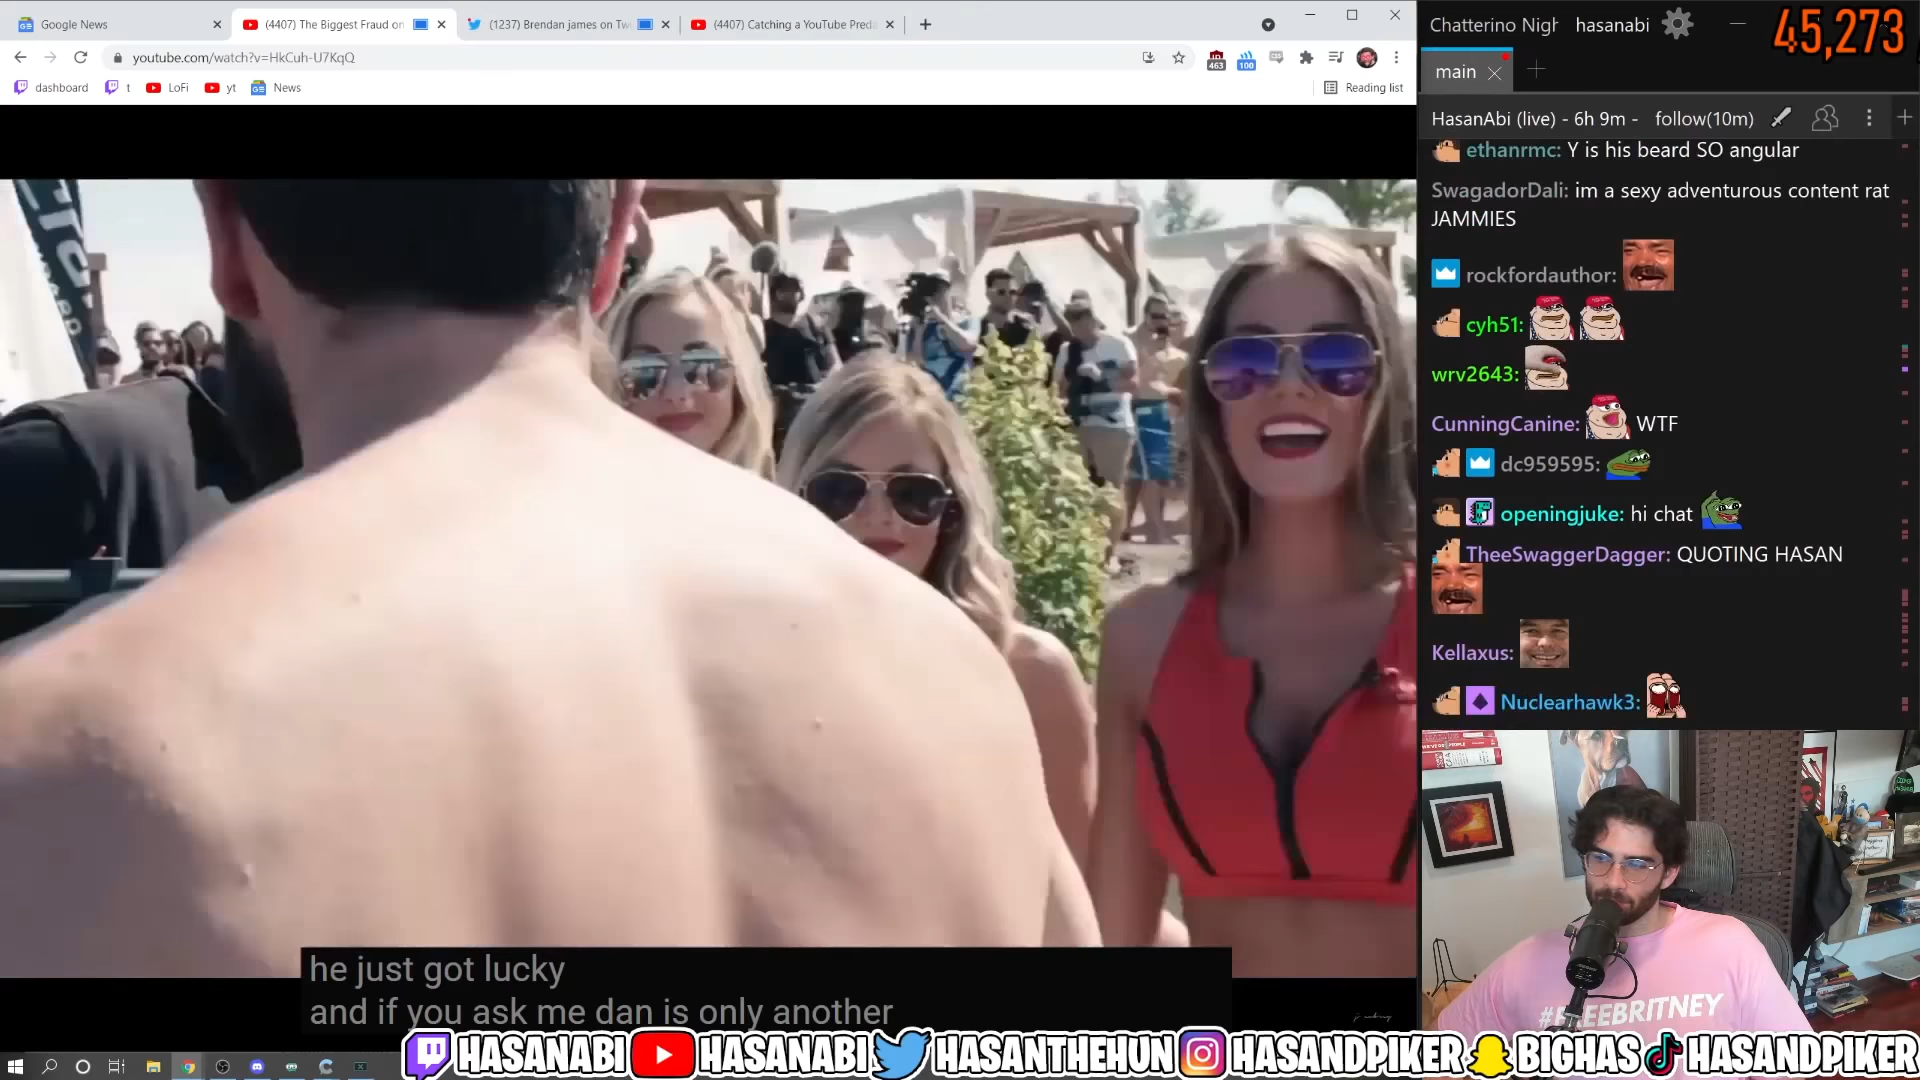 Google News
(4407) The Biggest Fraud on
(1237) Brendan james on Tw
(4407) Catching a YouTube Preda
youtube.com/watch?v=HkCuh-U7KqQ
463
100
dashboard
t
LoFi
yt
News
Reading list
he just got lucky
and if you ask me dan is only another
Chatterino Nigh
hasanabi
45,273
main
HasanAbi (live) - 6h 9m -
follow(10m)
ethanrmc: Y is his beard SO angular
SwagadorDali: im a sexy adventurous content rat
JAMMIES
rockfordauthor:
cyh51:
wrv2643:
CunningCanine: WTF
dc959595:
openingjuke: hi chat
TheeSwaggerDagger: QUOTING HASAN
Kellaxus:
Nuclearhawk3:
#FREEBRITNEY
HASANABI
HASANABI
HASANTHEHUN
HASANDPIKER
BIGHAS
HASANDPIKER